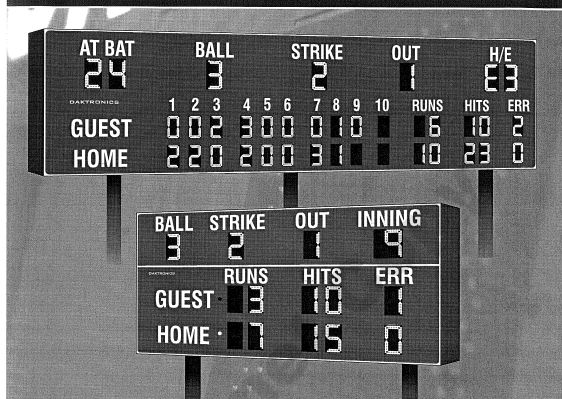 AT BAT BALL STRIKE OUT H/E
24 3 2 1 E3
DAKTRONICS 1 2 3 4 5 6 7 8 9 10 RUNS HITS ERR
GUEST 0 0 2 3 0 0 0 1 0 6 10 2
HOME 2 2 0 2 0 0 3 1 10 23 0
BALL STRIKE OUT INNING
3 2 1 9
DAKTRONICS RUNS HITS ERR
GUEST 3 10 1
HOME 7 15 0